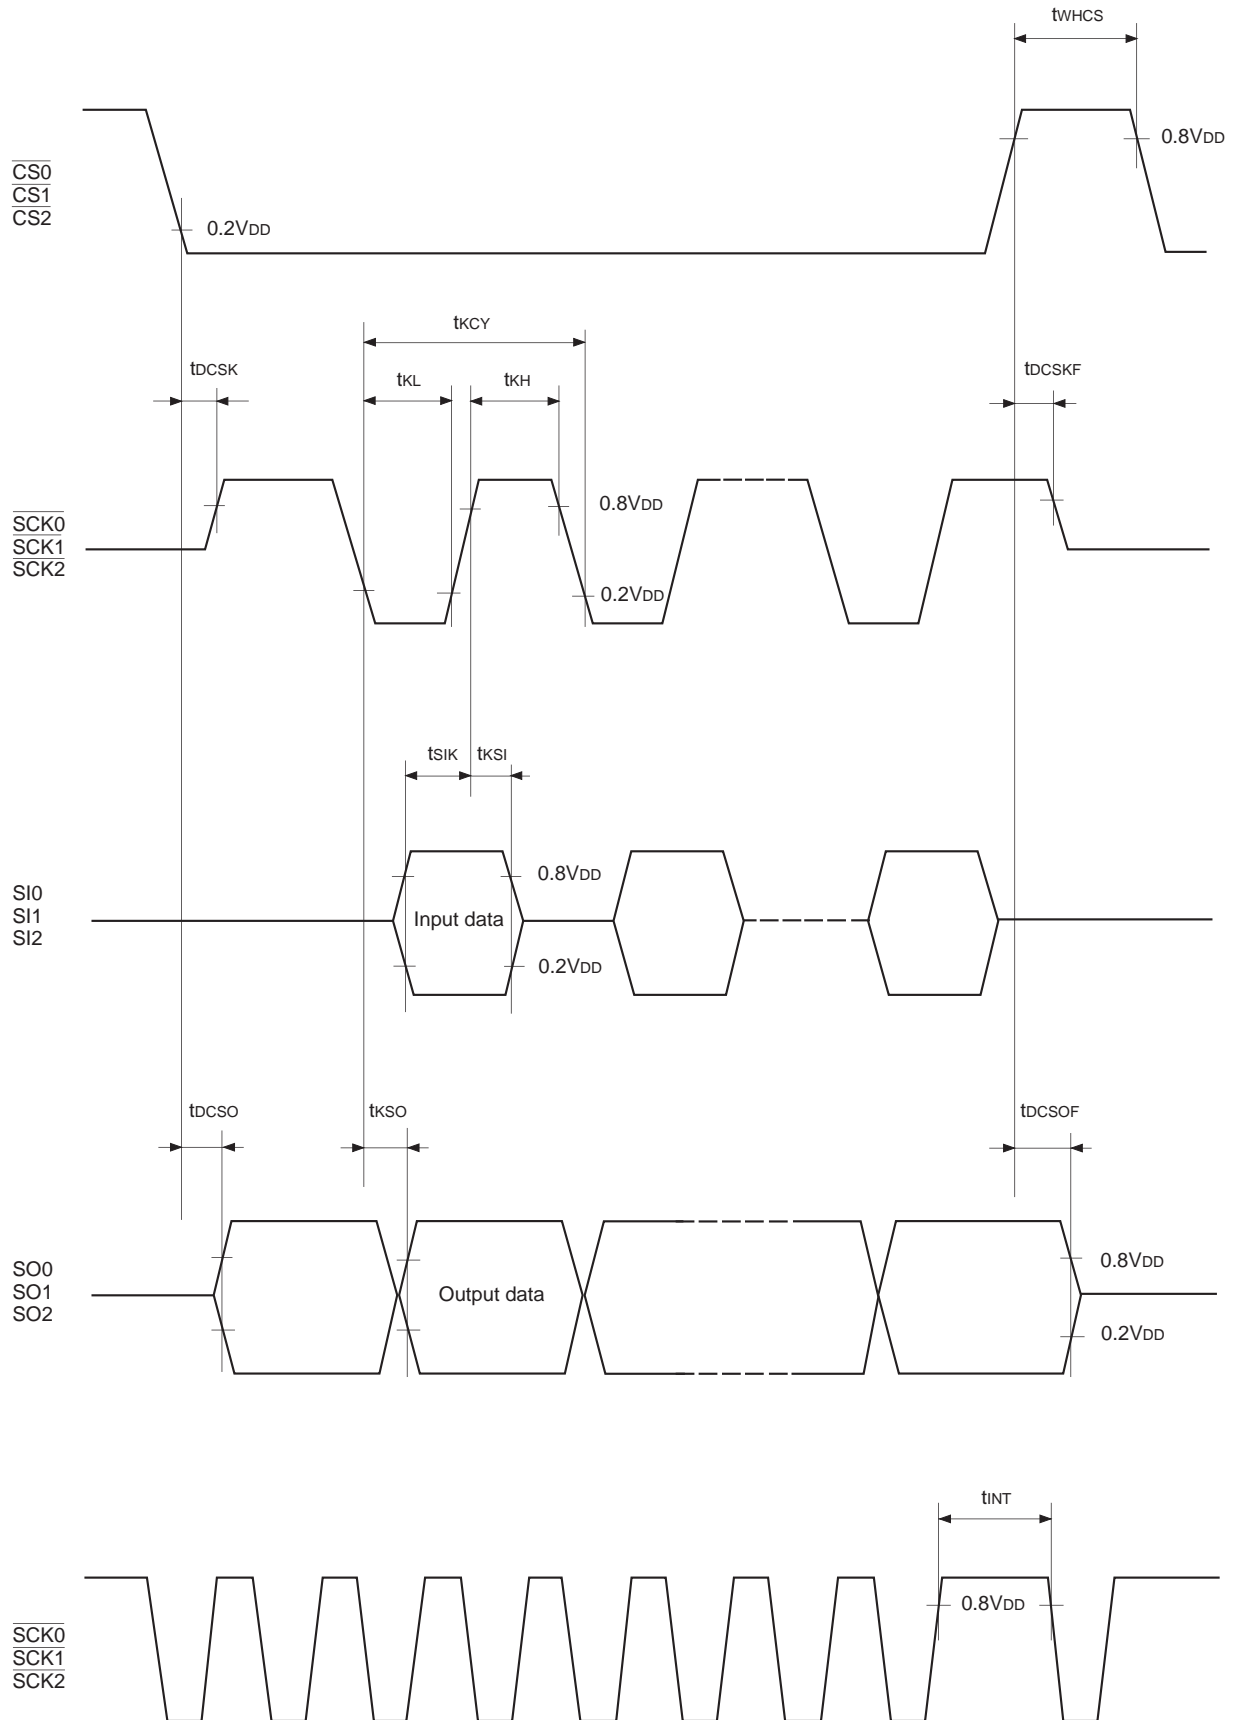 tWHCS
0.8VDD
CS0
CS1
CS2
0.2VDD
tKCY
tDCSK
tKL
tKH
tDCSKF
0.8VDD
SCK0
SCK1
SCK2
0.2VDD
tSIK
tKSI
0.8VDD
SI0
SI1
SI2
Input data
0.2VDD
tDCSO
tKSO
tDCSOF
0.8VDD
SO0
SO1
SO2
Output data
0.2VDD
tINT
0.8VDD
SCK0
SCK1
SCK2